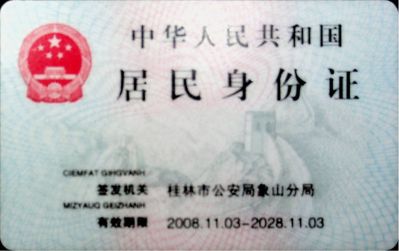 中华人民共和国
居民身份证
CIEMFAT GIHGVANH
签发机关 桂林市公安局象山分局
MIZYAUQ GEIZHANH
有效期限 2008.11.03-2028.11.03